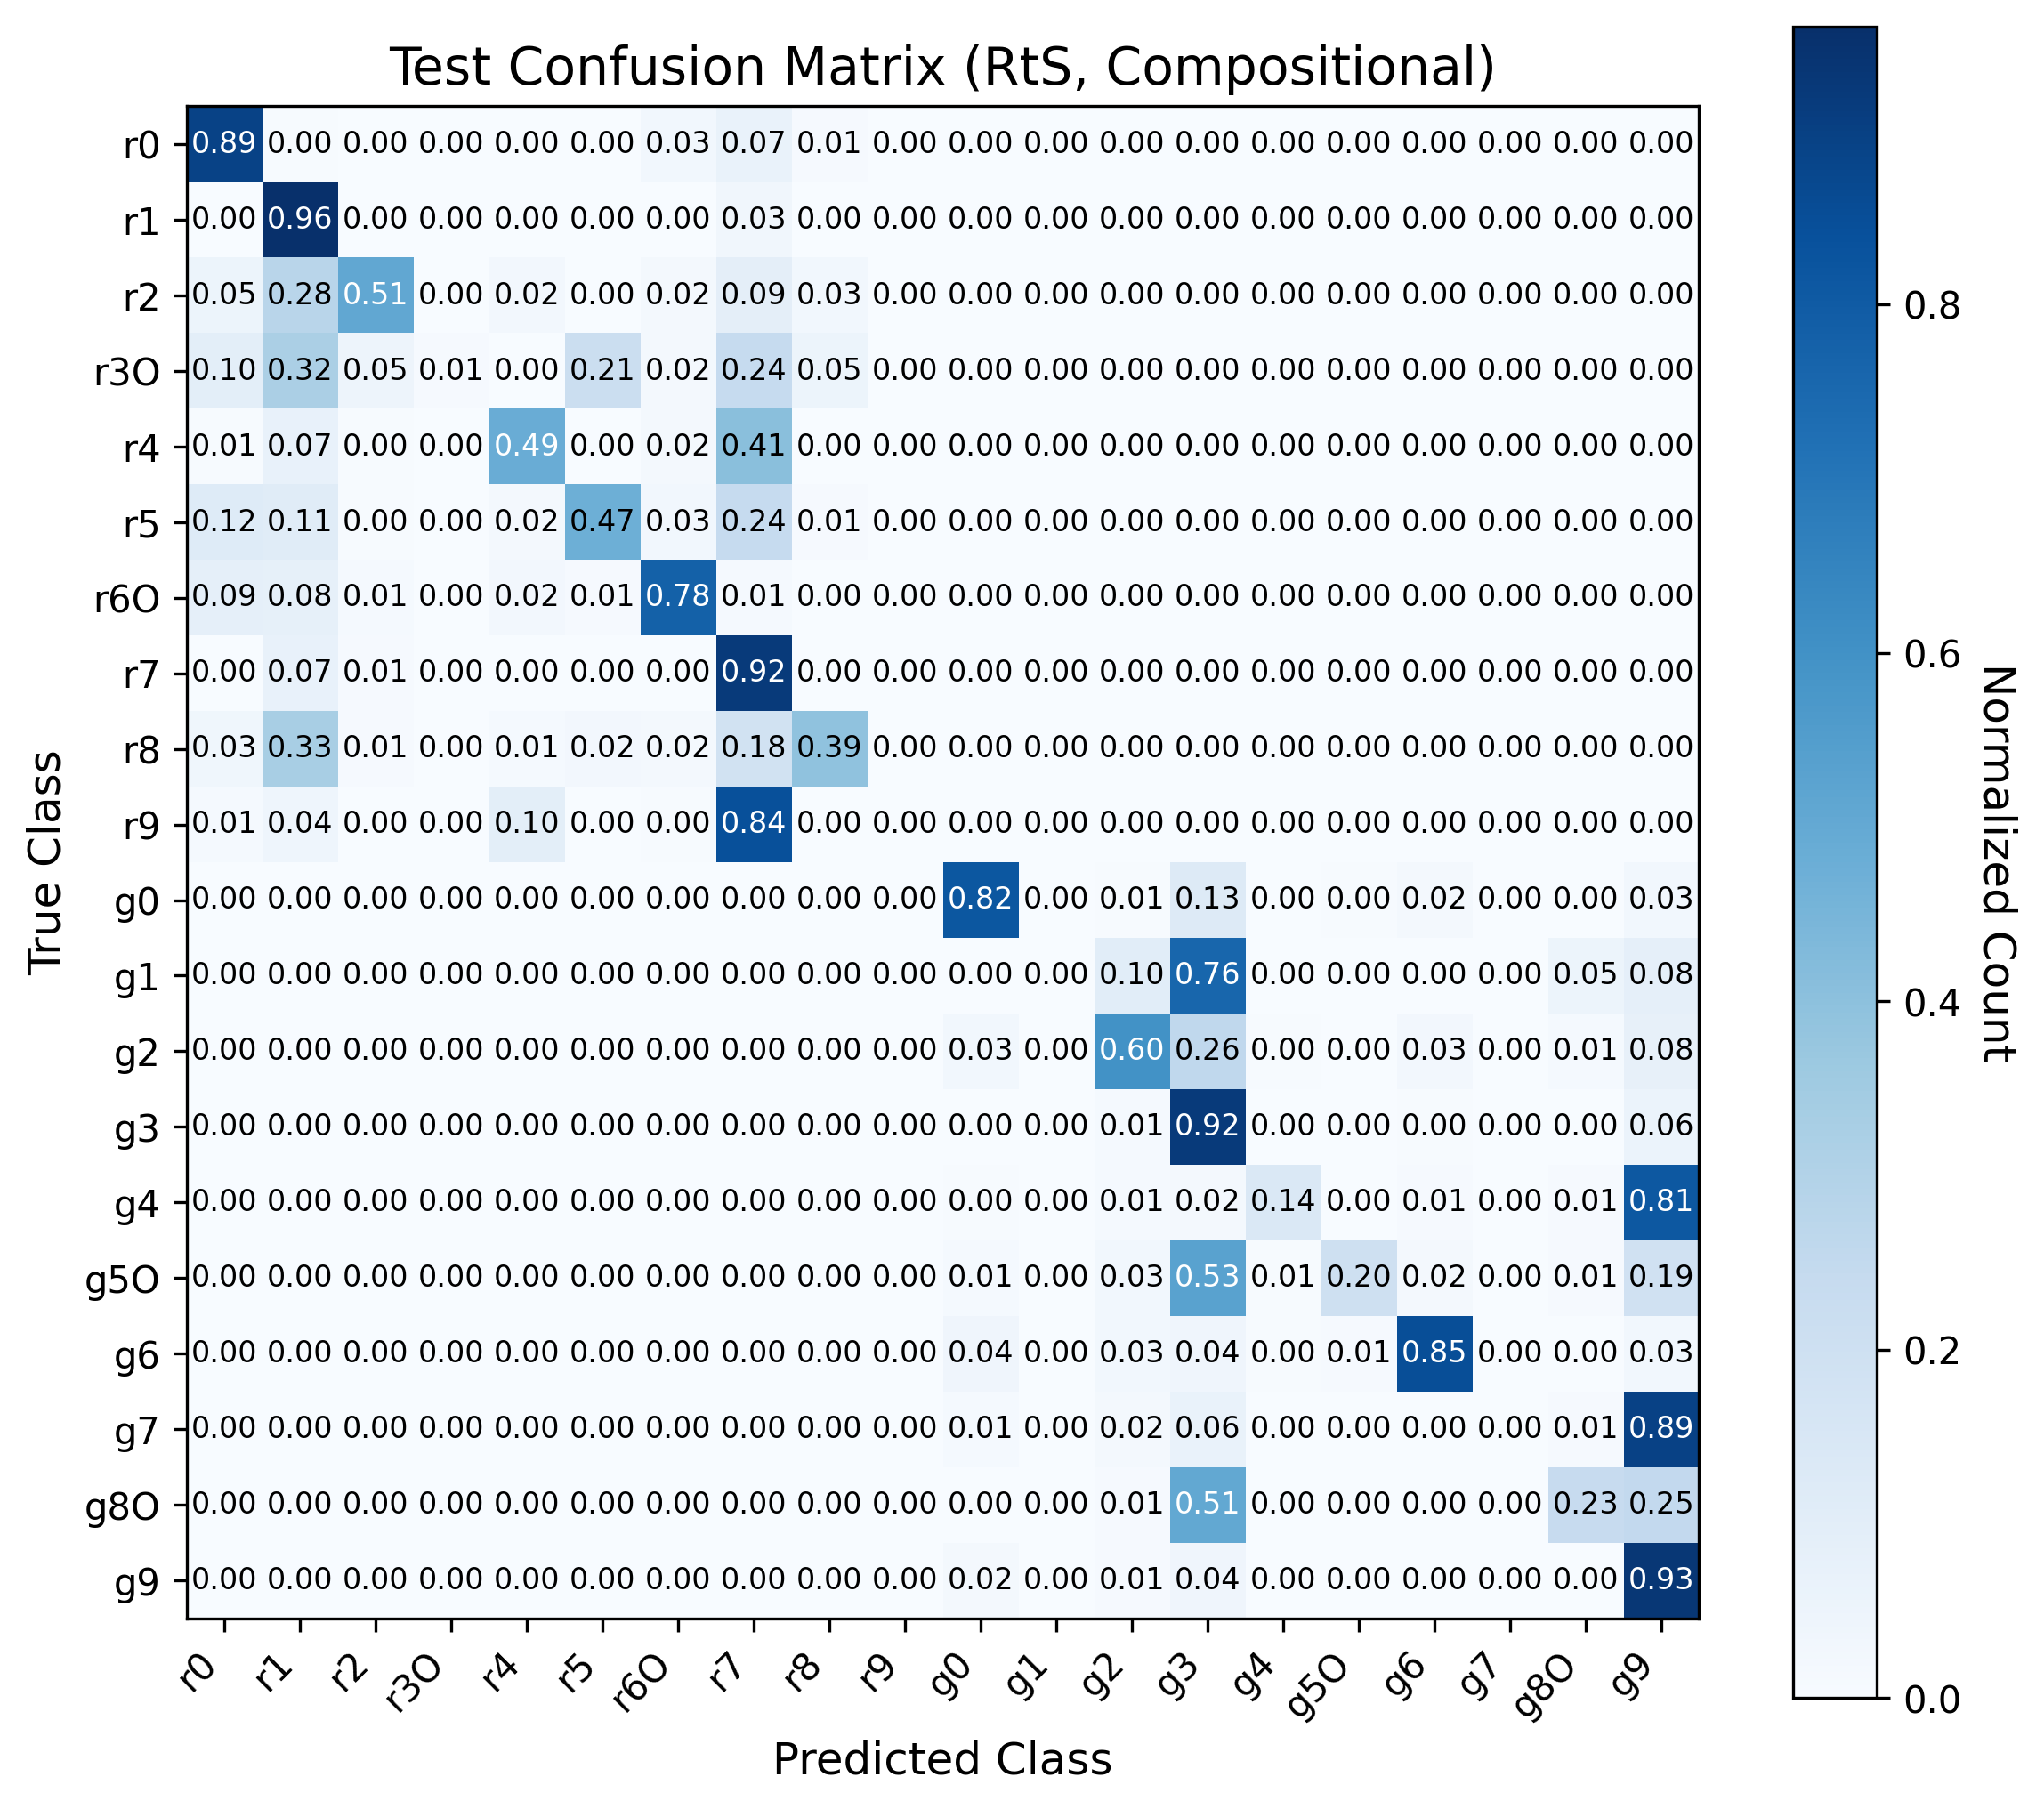 Test Confusion Matrix (RtS, Compositional)
r0 0.89 0.00 0.00 0.00 0.00 0.00 0.03 0.07 0.01 0.00 0.00 0.00 0.00 0.00 0.00 0.00 0.00 0.00 0.00 0.00
r1 0.00 0.96 0.00 0.00 0.00 0.00 0.00 0.03 0.00 0.00 0.00 0.00 0.00 0.00 0.00 0.00 0.00 0.00 0.00 0.00
r2 0.05 0.28 0.51 0.00 0.02 0.00 0.02 0.09 0.03 0.00 0.00 0.00 0.00 0.00 0.00 0.00 0.00 0.00 0.00 0.00
r3O 0.10 0.32 0.05 0.01 0.00 0.21 0.02 0.24 0.05 0.00 0.00 0.00 0.00 0.00 0.00 0.00 0.00 0.00 0.00 0.00
r4 0.01 0.07 0.00 0.00 0.49 0.00 0.02 0.41 0.00 0.00 0.00 0.00 0.00 0.00 0.00 0.00 0.00 0.00 0.00 0.00
r5 0.12 0.11 0.00 0.00 0.02 0.47 0.03 0.24 0.01 0.00 0.00 0.00 0.00 0.00 0.00 0.00 0.00 0.00 0.00 0.00
r6O 0.09 0.08 0.01 0.00 0.02 0.01 0.78 0.01 0.00 0.00 0.00 0.00 0.00 0.00 0.00 0.00 0.00 0.00 0.00 0.00
r7 0.00 0.07 0.01 0.00 0.00 0.00 0.00 0.92 0.00 0.00 0.00 0.00 0.00 0.00 0.00 0.00 0.00 0.00 0.00 0.00
r8 0.03 0.33 0.01 0.00 0.01 0.02 0.02 0.18 0.39 0.00 0.00 0.00 0.00 0.00 0.00 0.00 0.00 0.00 0.00 0.00
r9 0.01 0.04 0.00 0.00 0.10 0.00 0.00 0.84 0.00 0.00 0.00 0.00 0.00 0.00 0.00 0.00 0.00 0.00 0.00 0.00
g0 0.00 0.00 0.00 0.00 0.00 0.00 0.00 0.00 0.00 0.00 0.82 0.00 0.01 0.13 0.00 0.00 0.02 0.00 0.00 0.03
g1 0.00 0.00 0.00 0.00 0.00 0.00 0.00 0.00 0.00 0.00 0.00 0.00 0.10 0.76 0.00 0.00 0.00 0.00 0.05 0.08
g2 0.00 0.00 0.00 0.00 0.00 0.00 0.00 0.00 0.00 0.00 0.03 0.00 0.60 0.26 0.00 0.00 0.03 0.00 0.01 0.08
g3 0.00 0.00 0.00 0.00 0.00 0.00 0.00 0.00 0.00 0.00 0.00 0.00 0.01 0.92 0.00 0.00 0.00 0.00 0.00 0.06
g4 0.00 0.00 0.00 0.00 0.00 0.00 0.00 0.00 0.00 0.00 0.00 0.00 0.01 0.02 0.14 0.00 0.01 0.00 0.01 0.81
g5O 0.00 0.00 0.00 0.00 0.00 0.00 0.00 0.00 0.00 0.00 0.01 0.00 0.03 0.53 0.01 0.20 0.02 0.00 0.01 0.19
g6 0.00 0.00 0.00 0.00 0.00 0.00 0.00 0.00 0.00 0.00 0.04 0.00 0.03 0.04 0.00 0.01 0.85 0.00 0.00 0.03
g7 0.00 0.00 0.00 0.00 0.00 0.00 0.00 0.00 0.00 0.00 0.01 0.00 0.02 0.06 0.00 0.00 0.00 0.00 0.01 0.89
g8O 0.00 0.00 0.00 0.00 0.00 0.00 0.00 0.00 0.00 0.00 0.00 0.00 0.01 0.51 0.00 0.00 0.00 0.00 0.23 0.25
g9 0.00 0.00 0.00 0.00 0.00 0.00 0.00 0.00 0.00 0.00 0.02 0.00 0.01 0.04 0.00 0.00 0.00 0.00 0.00 0.93
r0 r1 r2 r3O r4 r5 r6O r7 r8 r9 g0 g1 g2 g3 g4 g5O g6 g7 g8O g9
Predicted Class
True Class
0.8
0.6
0.4
0.2
0.0
Normalized Count